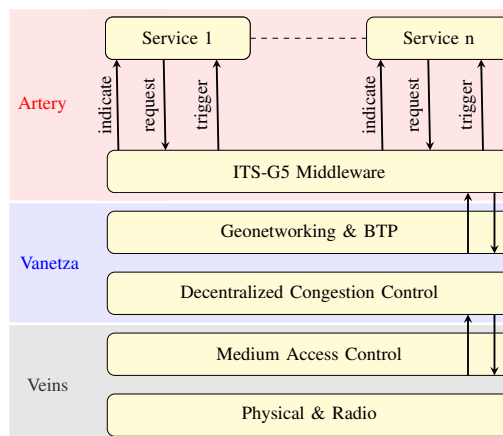 Service 1
Service n
Artery
indicate
request
trigger
indicate
request
trigger
ITS-G5 Middleware
Geonetworking & BTP
Vanetza
Decentralized Congestion Control
Medium Access Control
Veins
Physical & Radio